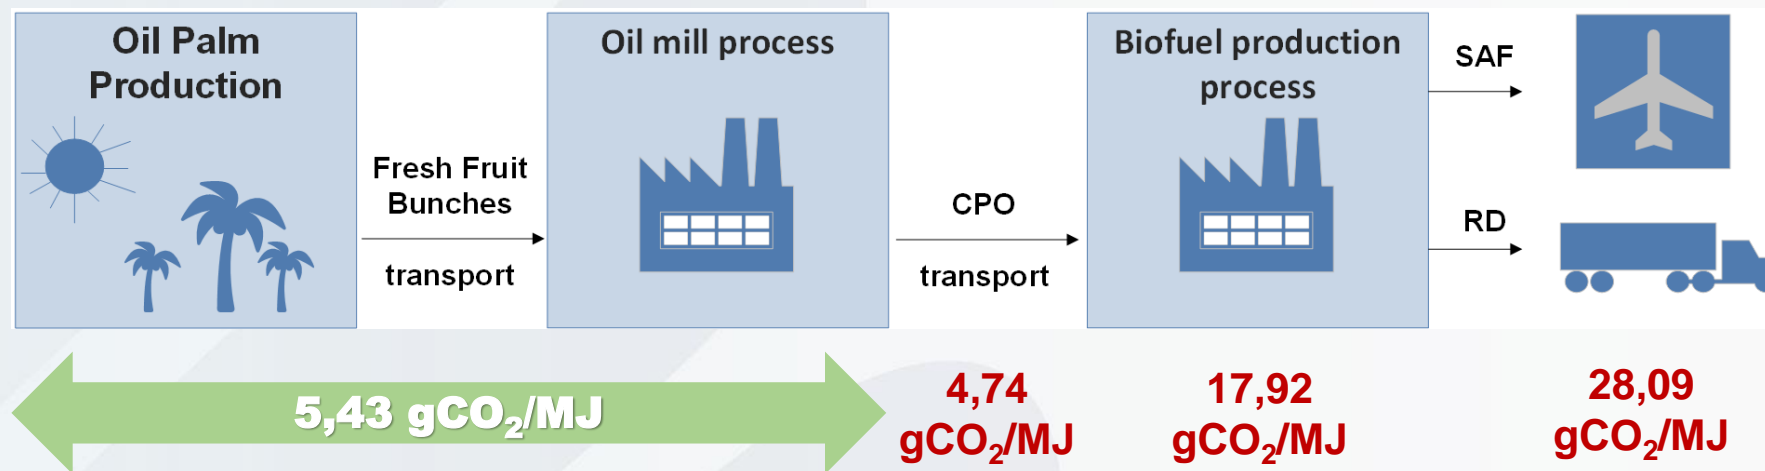 Oil Palm
Production
Fresh Fruit
Bunches
transport
Oil mill process
CPO
transport
Biofuel production
process
SAF
RD
5,43 gCO₂/MJ
4,74
gCO₂/MJ
17,92
gCO₂/MJ
28,09
gCO₂/MJ